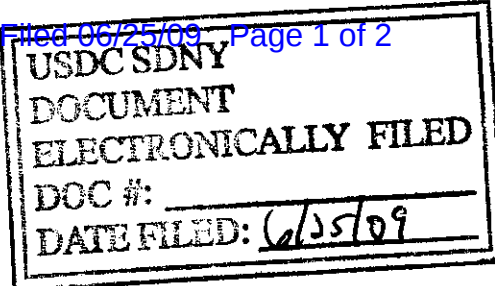 Filed 06/25/09 Page 1 of 2
USDC SDNY
DOCUMENT
ELECTRONICALLY FILED
DOC #:
DATE FILED: 6/25/09